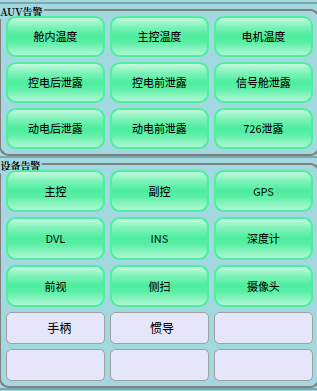 AUV告警
舱内温度 主控温度 电机温度
控电后泄露 控电前泄露 信号舱泄露
动电后泄露 动电前泄露 726泄露
设备告警
主控 副控 GPS
DVL INS 深度计
前视 侧扫 摄像头
手柄 惯导